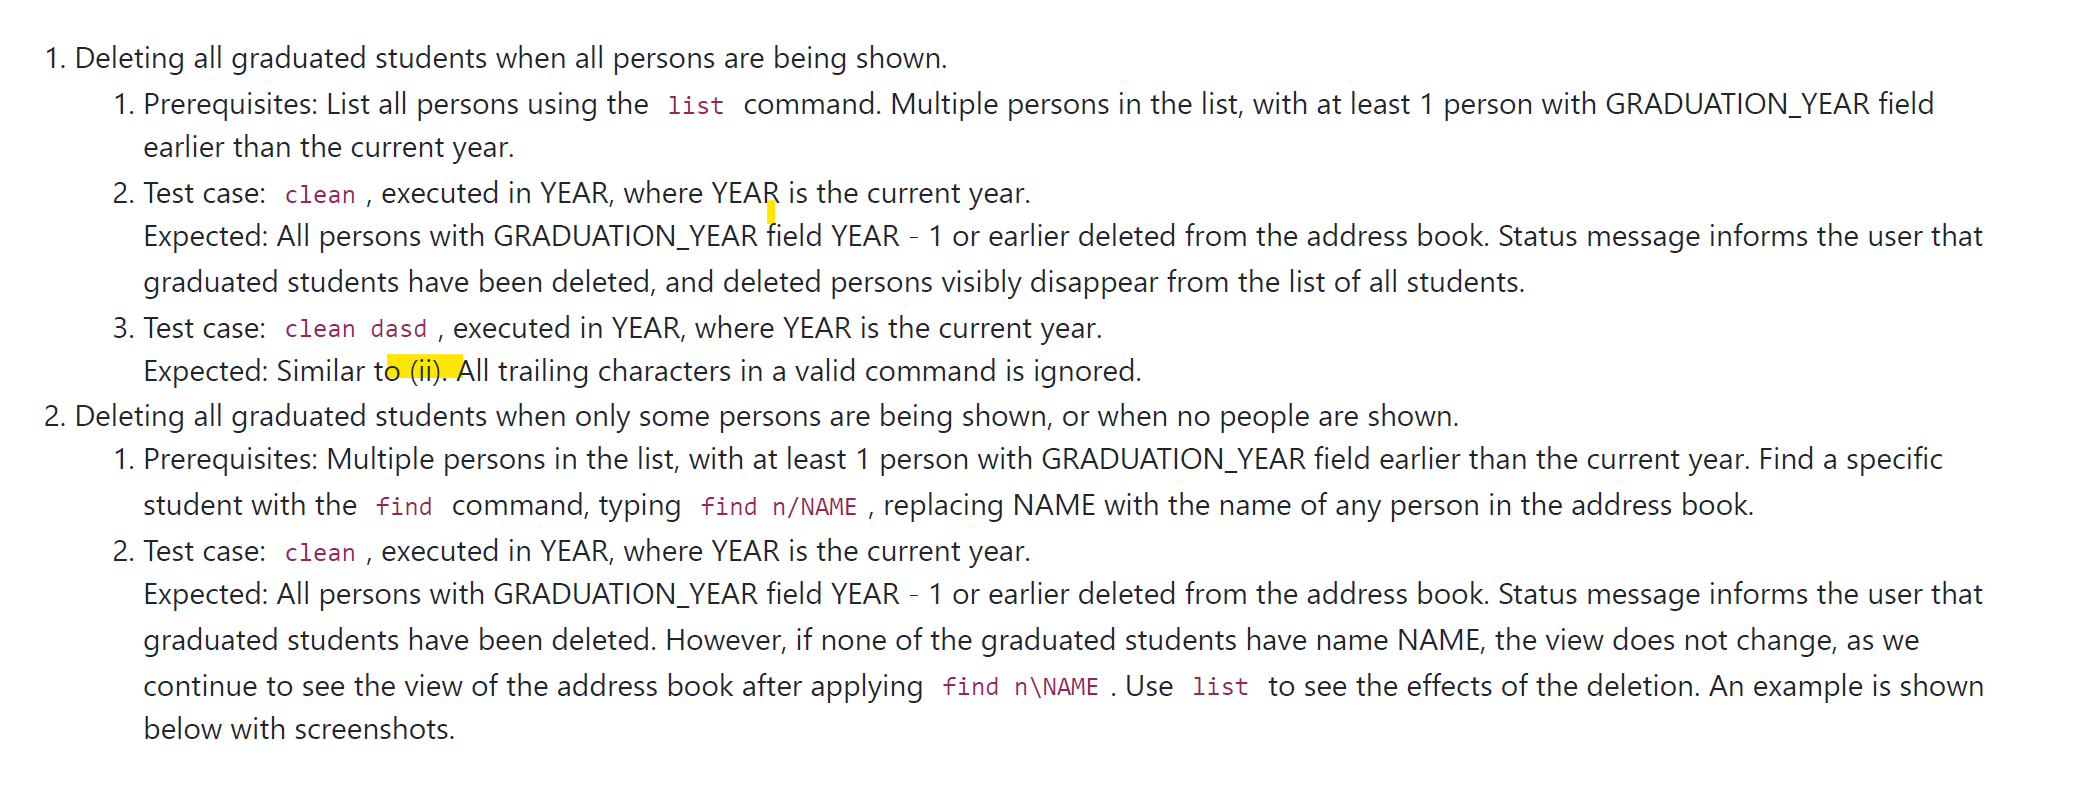 1. Deleting all graduated students when all persons are being shown.
1. Prerequisites: List all persons using the list command. Multiple persons in the list, with at least 1 person with GRADUATION_YEAR field
earlier than the current year.
2. Test case: clean , executed in YEAR, where YEAR is the current year.
Expected: All persons with GRADUATION_YEAR field YEAR - 1 or earlier deleted from the address book. Status message informs the user that
graduated students have been deleted, and deleted persons visibly disappear from the list of all students.
3. Test case: clean dasd , executed in YEAR, where YEAR is the current year.
Expected: Similar to (ii). All trailing characters in a valid command is ignored.
2. Deleting all graduated students when only some persons are being shown, or when no people are shown.
1. Prerequisites: Multiple persons in the list, with at least 1 person with GRADUATION_YEAR field earlier than the current year. Find a specific
student with the find command, typing find n/NAME , replacing NAME with the name of any person in the address book.
2. Test case: clean , executed in YEAR, where YEAR is the current year.
Expected: All persons with GRADUATION_YEAR field YEAR - 1 or earlier deleted from the address book. Status message informs the user that
graduated students have been deleted. However, if none of the graduated students have name NAME, the view does not change, as we
continue to see the view of the address book after applying find n\NAME . Use list to see the effects of the deletion. An example is shown
below with screenshots.